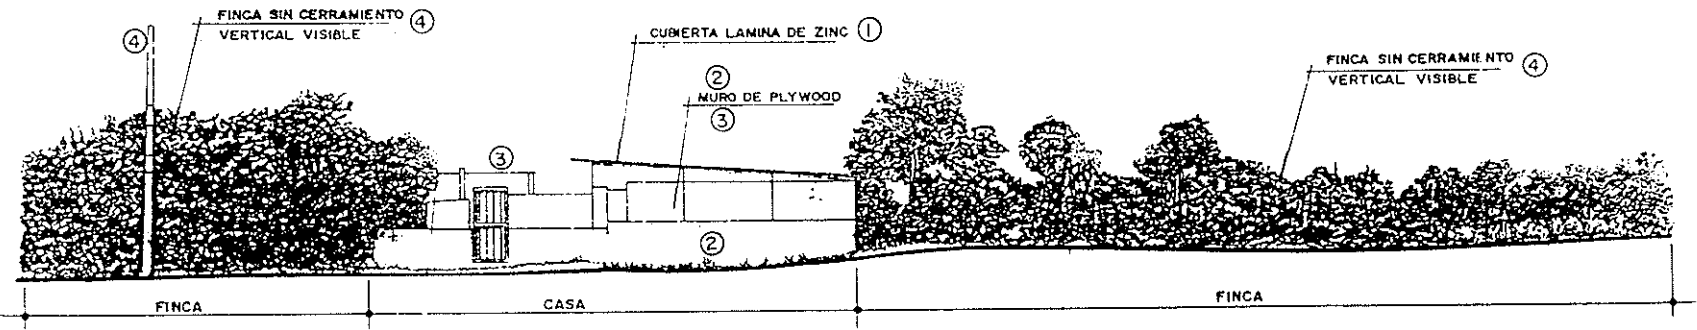 FINCA SIN CERRAMIENTO 4
VERTICAL VISIBLE
4
CUBIERTA LAMINA DE ZINC 1
2
MURO DE PLYWOOD
3
FINCA SIN CERRAMIENTO 4
VERTICAL VISIBLE
3
2
FINCA
CASA
FINCA